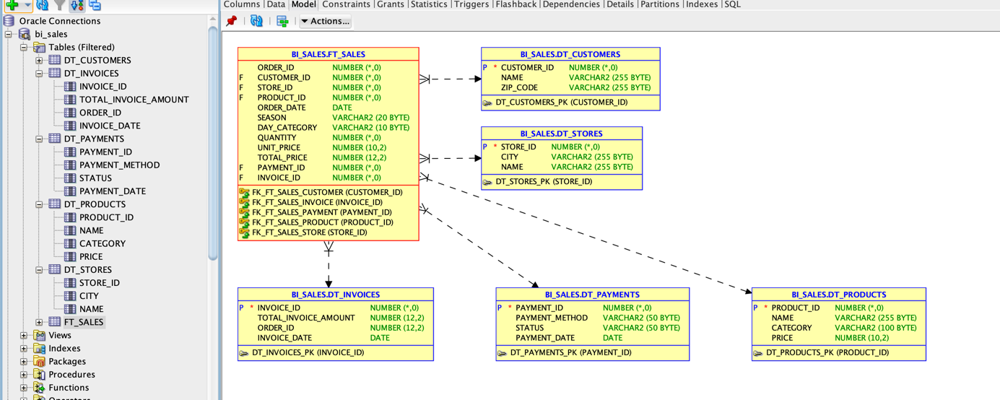 Columns | Data | Model | Constraints | Grants | Statistics | Triggers | Flashback | Dependencies | Details | Partitions | Indexes | SQL
Actions...
Oracle Connections
bi_sales
Tables (Filtered)
DT_CUSTOMERS
DT_INVOICES
INVOICE_ID
TOTAL_INVOICE_AMOUNT
ORDER_ID
INVOICE_DATE
DT_PAYMENTS
PAYMENT_ID
PAYMENT_METHOD
STATUS
PAYMENT_DATE
DT_PRODUCTS
PRODUCT_ID
NAME
CATEGORY
PRICE
DT_STORES
STORE_ID
CITY
NAME
FT_SALES
Views
Indexes
Packages
Procedures
Functions
Operators
BI_SALES.FT_SALES
ORDER_ID NUMBER (*,0)
F CUSTOMER_ID NUMBER (*,0)
F STORE_ID NUMBER (*,0)
F PRODUCT_ID NUMBER (*,0)
ORDER_DATE DATE
SEASON VARCHAR2 (20 BYTE)
DAY_CATEGORY VARCHAR2 (10 BYTE)
QUANTITY NUMBER (*,0)
UNIT_PRICE NUMBER (10,2)
TOTAL_PRICE NUMBER (12,2)
F PAYMENT_ID NUMBER (*,0)
F INVOICE_ID NUMBER (*,0)
FK_FT_SALES_CUSTOMER (CUSTOMER_ID)
FK_FT_SALES_INVOICE (INVOICE_ID)
FK_FT_SALES_PAYMENT (PAYMENT_ID)
FK_FT_SALES_PRODUCT (PRODUCT_ID)
FK_FT_SALES_STORE (STORE_ID)
BI_SALES.DT_CUSTOMERS
P * CUSTOMER_ID NUMBER (*,0)
NAME VARCHAR2 (255 BYTE)
ZIP_CODE VARCHAR2 (255 BYTE)
DT_CUSTOMERS_PK (CUSTOMER_ID)
BI_SALES.DT_STORES
P * STORE_ID NUMBER (*,0)
CITY VARCHAR2 (255 BYTE)
NAME VARCHAR2 (255 BYTE)
DT_STORES_PK (STORE_ID)
BI_SALES.DT_INVOICES
P * INVOICE_ID NUMBER (*,0)
TOTAL_INVOICE_AMOUNT NUMBER (12,2)
ORDER_ID NUMBER (12,2)
INVOICE_DATE DATE
DT_INVOICES_PK (INVOICE_ID)
BI_SALES.DT_PAYMENTS
P * PAYMENT_ID NUMBER (*,0)
PAYMENT_METHOD VARCHAR2 (50 BYTE)
STATUS VARCHAR2 (50 BYTE)
PAYMENT_DATE DATE
DT_PAYMENTS_PK (PAYMENT_ID)
BI_SALES.DT_PRODUCTS
P * PRODUCT_ID NUMBER (*,0)
NAME VARCHAR2 (255 BYTE)
CATEGORY VARCHAR2 (100 BYTE)
PRICE NUMBER (10,2)
DT_PRODUCTS_PK (PRODUCT_ID)